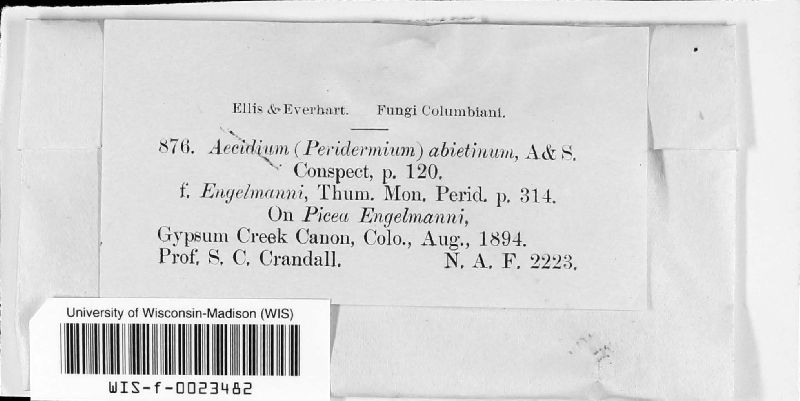 Ellis & Everhart. Fungi Columbiani.
876. Aecidium (Peridermium) abietinum, A & S.
Conspect, p. 120.
f. Engelmanni, Thum. Mon. Perid. p. 314.
On Picea Engelmanni,
Gypsum Creek Canon, Colo., Aug., 1894.
Prof. S. C. Crandall. N. A. F. 2223.
University of Wisconsin-Madison (WIS)
WIS-f-0023482